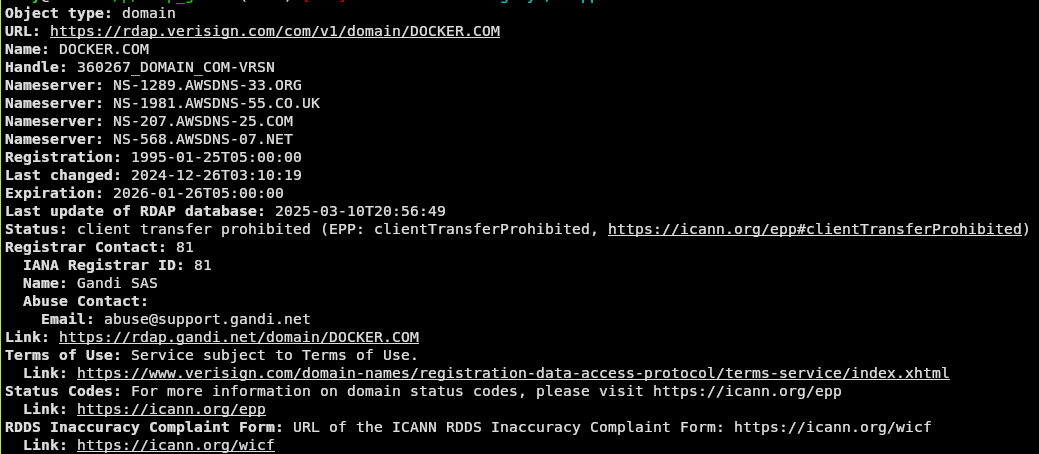 Object type: domain
URL: https://rdap.verisign.com/com/v1/domain/DOCKER.COM
Name: DOCKER.COM
Handle: 360267_DOMAIN_COM-VRSN
Nameserver: NS-1289.AWSDNS-33.ORG
Nameserver: NS-1981.AWSDNS-55.CO.UK
Nameserver: NS-207.AWSDNS-25.COM
Nameserver: NS-568.AWSDNS-07.NET
Registration: 1995-01-25T05:00:00
Last changed: 2024-12-26T03:10:19
Expiration: 2026-01-26T05:00:00
Last update of RDAP database: 2025-03-10T20:56:49
Status: client transfer prohibited (EPP: clientTransferProhibited, https://icann.org/epp#clientTransferProhibited)
Registrar Contact: 81
  IANA Registrar ID: 81
  Name: Gandi SAS
  Abuse Contact:
    Email: abuse@support.gandi.net
Link: https://rdap.gandi.net/domain/DOCKER.COM
Terms of Use: Service subject to Terms of Use.
  Link: https://www.verisign.com/domain-names/registration-data-access-protocol/terms-service/index.xhtml
Status Codes: For more information on domain status codes, please visit https://icann.org/epp
  Link: https://icann.org/epp
RDDS Inaccuracy Complaint Form: URL of the ICANN RDDS Inaccuracy Complaint Form: https://icann.org/wicf
  Link: https://icann.org/wicf